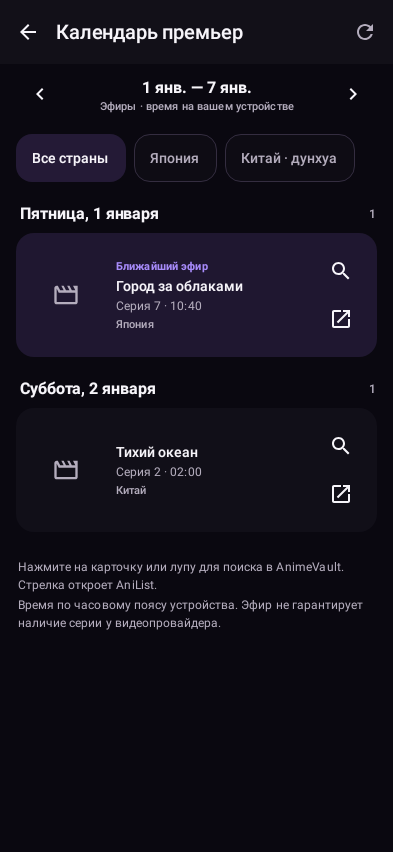 Календарь премьер
1 янв. — 7 янв.
Эфиры · время на вашем устройстве
Все страны
Япония
Китай · дунхуа
Пятница, 1 января
1
Ближайший эфир
Город за облаками
Серия 7 · 10:40
Япония
Суббота, 2 января
1
Тихий океан
Серия 2 · 02:00
Китай
Нажмите на карточку или лупу для поиска в AnimeVault.
Стрелка откроет AniList.
Время по часовому поясу устройства. Эфир не гарантирует
наличие серии у видеопровайдера.